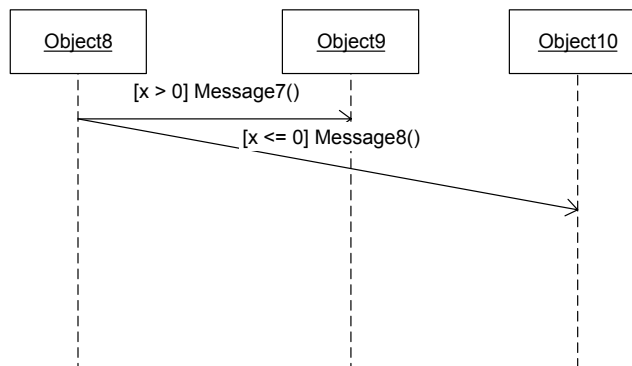 Object8
Object9
Object10
[x > 0] Message7()
[x <= 0] Message8()